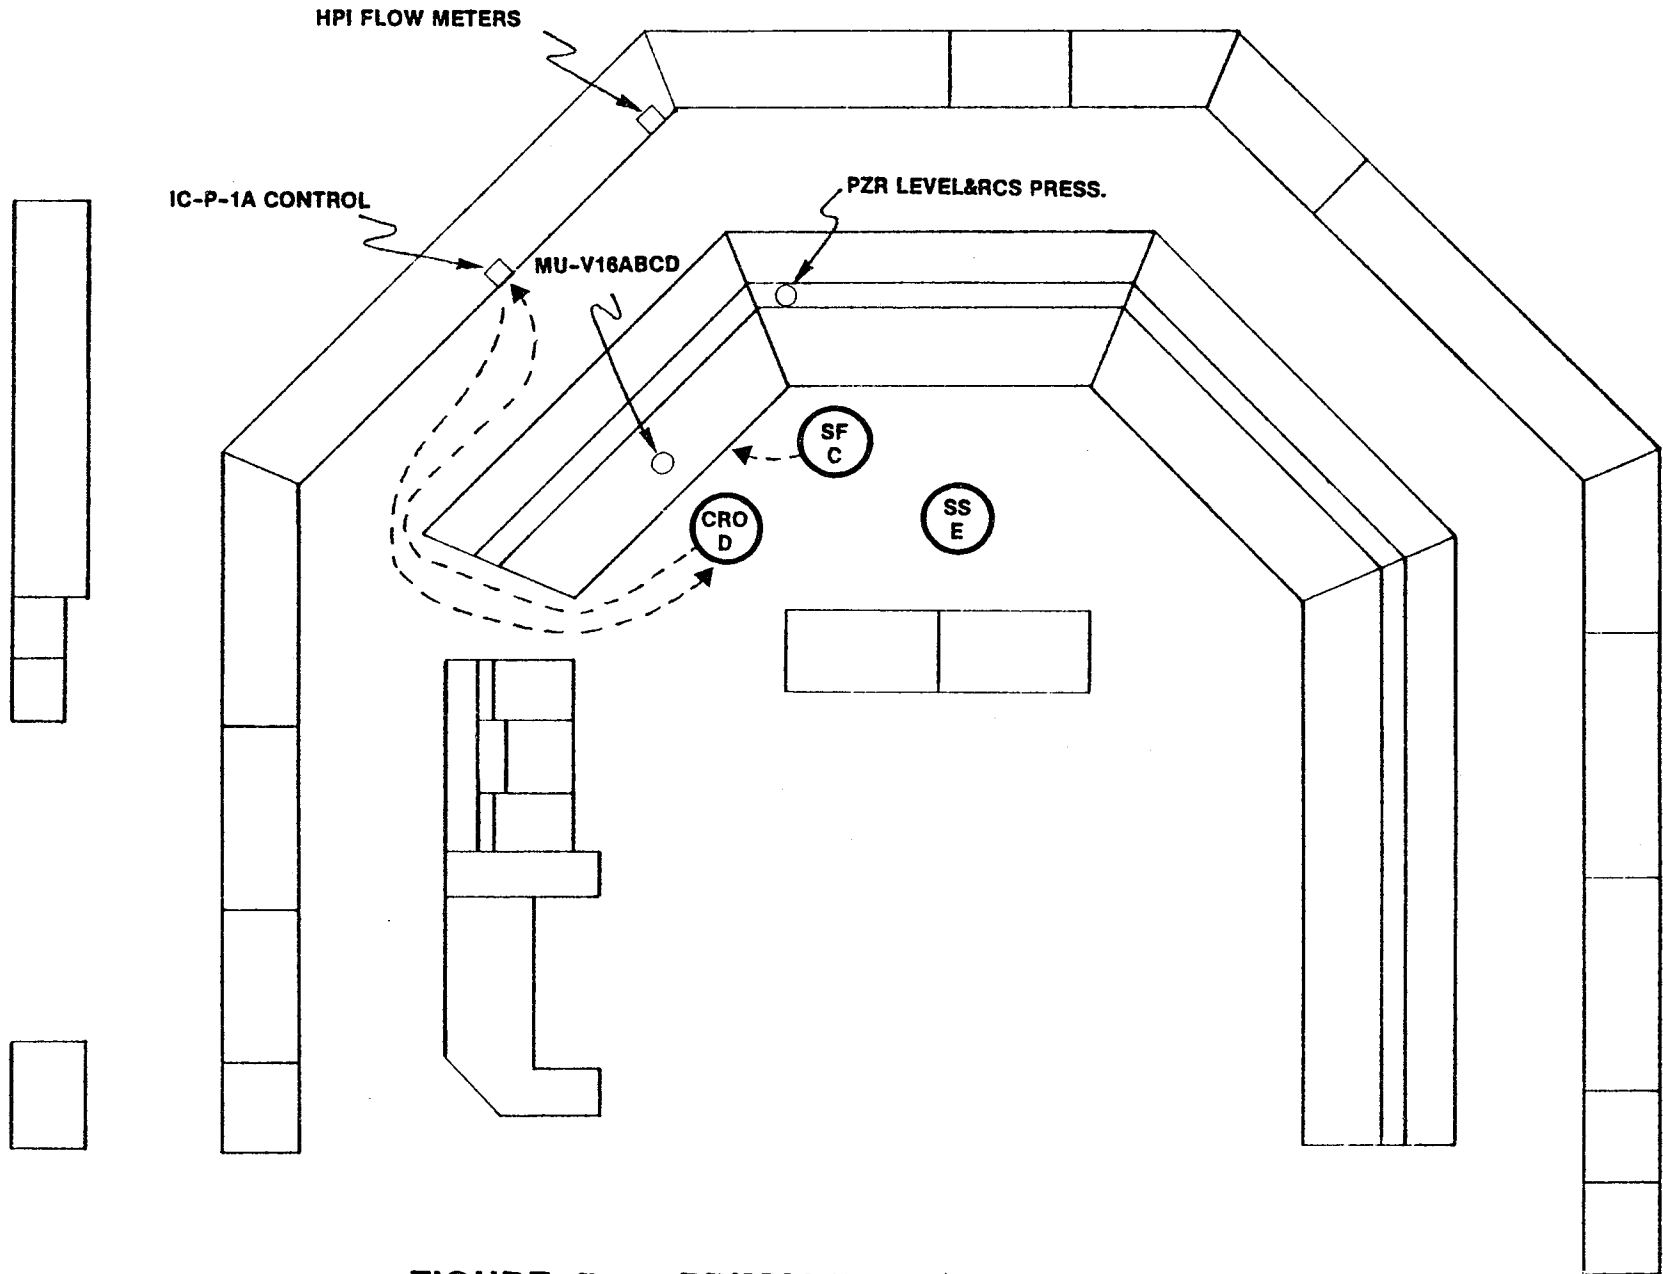 HPI FLOW METERS
PZR LEVEL&RCS PRESS.
IC-P-1A CONTROL
MU-V16ABCD
SF
C
CRO
D
SS
E